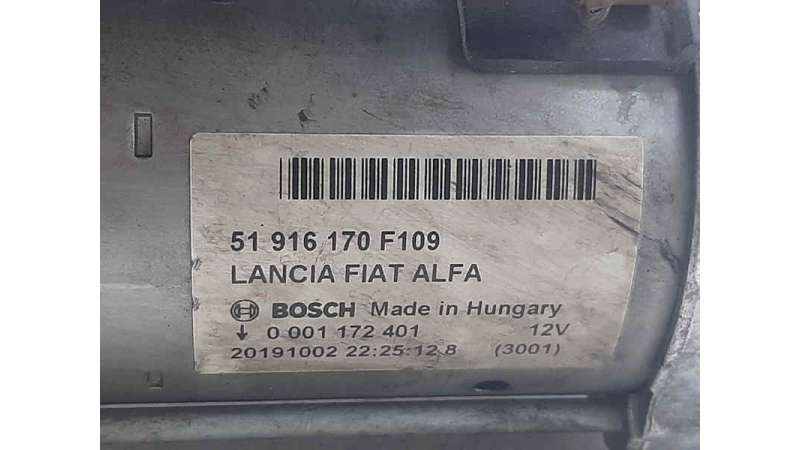 51 916 170 F109
LANCIA FIAT ALFA
BOSCH Made in Hungary
↓ 0 001 172 401 12V
20191002 22:25:12.8 (3001)